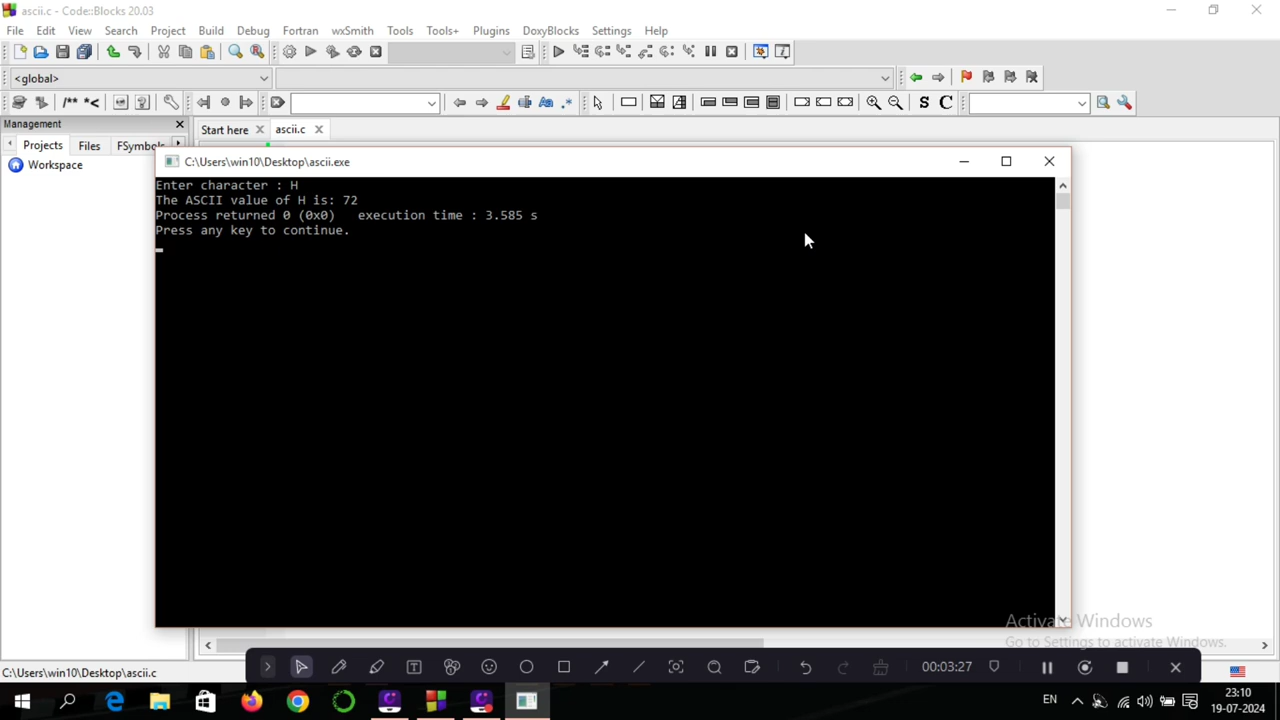 ascii.c - Code::Blocks 20.03
File Edit View Search Project Build Debug Fortran wxSmith Tools Tools+ Plugins DoxyBlocks Settings Help
<global>
/** *<
Aa .*
S C
Management
Start here ascii.c
Projects Files FSymbols
Workspace
C:\Users\win10\Desktop\ascii.exe
Enter character : H
The ASCII value of H is: 72
Process returned 0 (0x0)   execution time : 3.585 s
Press any key to continue.
Activate Windows
Go to Settings to activate Windows.
00:03:27
C:\Users\win10\Desktop\ascii.c
EN
23:10
19-07-2024